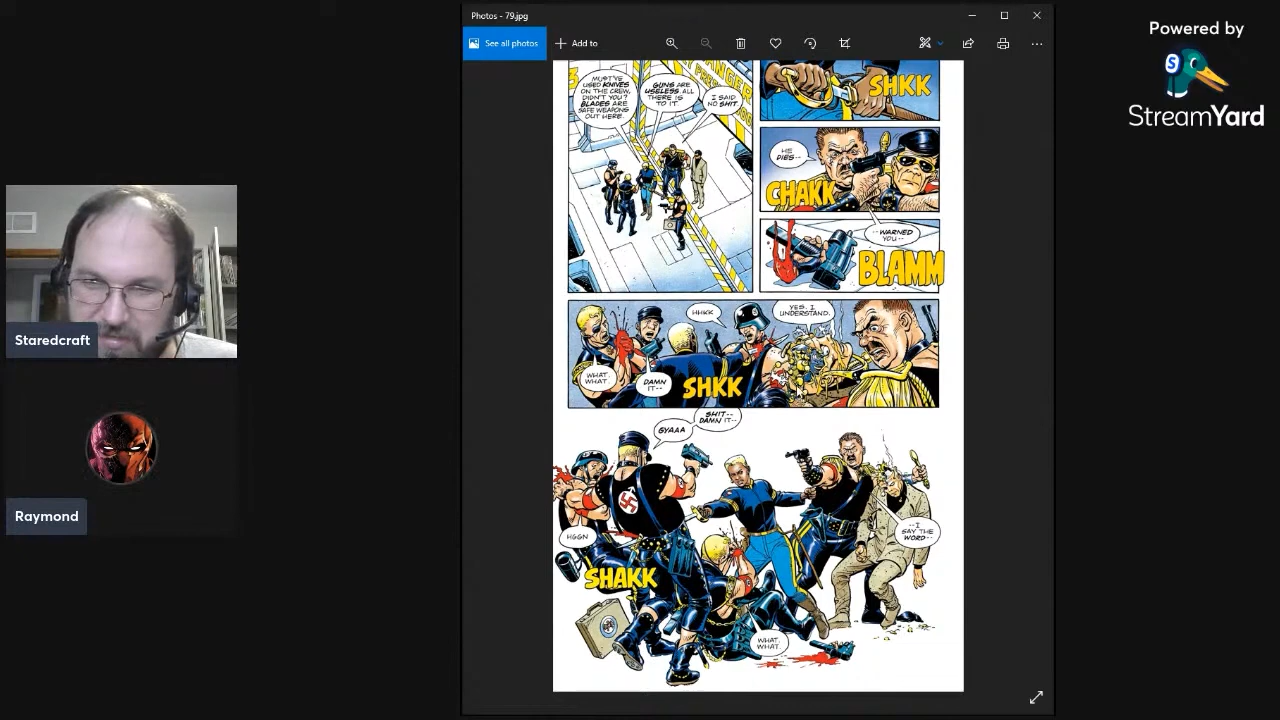 Photos - 79.jpg
See all photos
Add to
Powered by
S
StreamYard
MUST'VE
USED KNIVES
ON THE CREW,
DIDN'T YOU?
BLADES ARE
SAFE WEAPONS
OUT HERE.
GUNS ARE
USELESS. ALL
THERE IS
TO IT.
I SAID
NO SHIT.
ANGER
SHKK
HE
DIES--
CHAKK
--WARNED
YOU--
BLAMM
WHAT.
WHAT.
DAMN
IT--
HHKK
SHKK
YES. I
UNDERSTAND.
SHIT--
DAMN IT--
GYAAA
HGGN
SHAKK
--I
SAY THE
WORD--
WHAT.
WHAT.
Staredcraft
Raymond